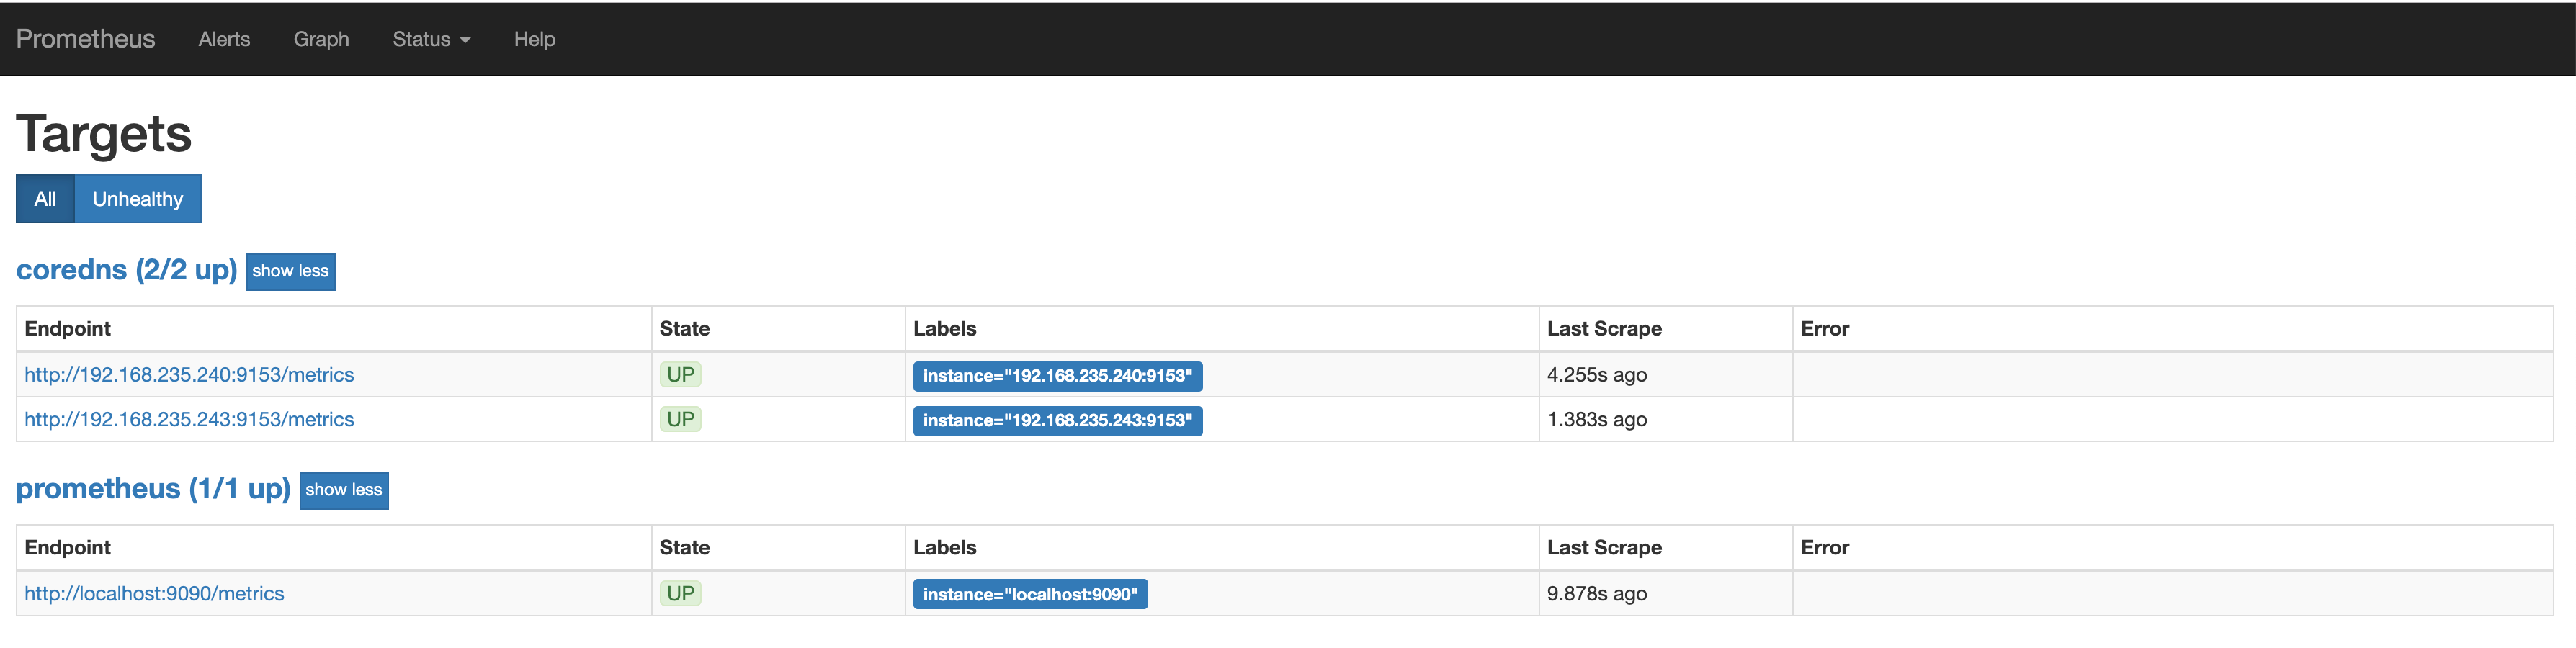 Prometheus Alerts Graph Status Help
Targets
All Unhealthy
coredns (2/2 up) show less
Endpoint State Labels Last Scrape Error
http://192.168.235.240:9153/metrics UP instance="192.168.235.240:9153" 4.255s ago
http://192.168.235.243:9153/metrics UP instance="192.168.235.243:9153" 1.383s ago
prometheus (1/1 up) show less
Endpoint State Labels Last Scrape Error
http://localhost:9090/metrics UP instance="localhost:9090" 9.878s ago